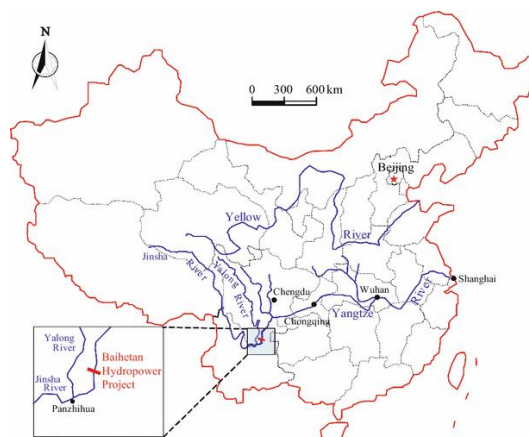 N
0 300 600 km
Beijing
Yellow
River
Jinsha
River
Yalong
River
Chengdu
Chongqing
Wuhan
Yangtze
River
Shanghai
Yalong
River
Baihetan
Hydropower
Project
Jinsha
River
Panzhihua